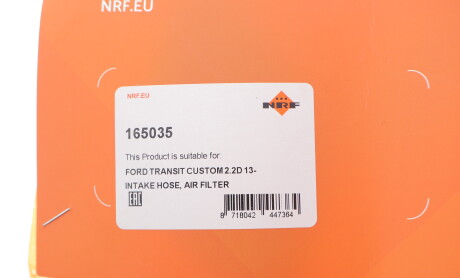 NRF.EU
NRF.EU
NRF
165035
This Product is suitable for:
FORD TRANSIT CUSTOM 2.2D 13-
INTAKE HOSE, AIR FILTER
EAC
8 718042 447364